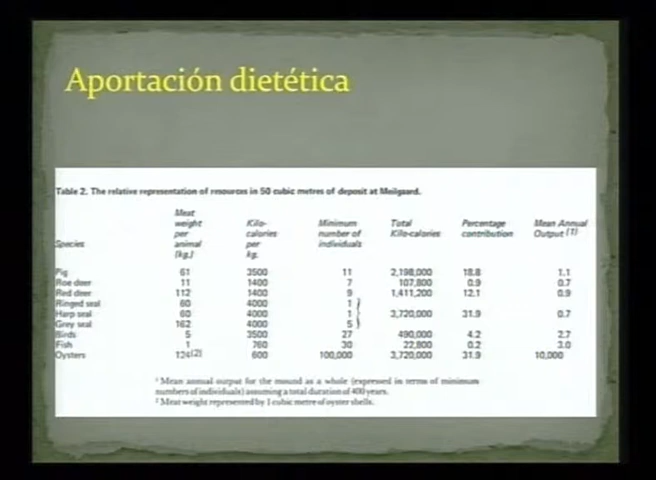 Aportación dietética
Table 2. The relative representation of resources in 50 cubic metres of deposit at Meilgaard.
Species Meat weight per animal (kg.) Kilo-calories per kg. Minimum number of individuals Total Kilo-calories Percentage contribution Mean Annual Output (1)
Pig 61 3500 11 2,198,000 18.8 1.1
Roe deer 11 1400 7 107,800 0.9 0.7
Red deer 112 1400 9 1,411,200 12.1 0.9
Ringed seal 60 4000 1
Harp seal 60 4000 1 3,720,000 31.9 0.7
Grey seal 162 4000 5
Birds 5 27 490,000 4.2 2.7
Fish 1 760 30 22,800 0.2 3.0
Oysters 124(2) 600 100,000 3,720,000 31.9 10,000
1 Mean annual output for the mound as a whole (expressed in terms of minimum
numbers of individuals) assuming a total duration of 400 years.
2 Meat weight represented by 1 cubic metre of oyster shells.